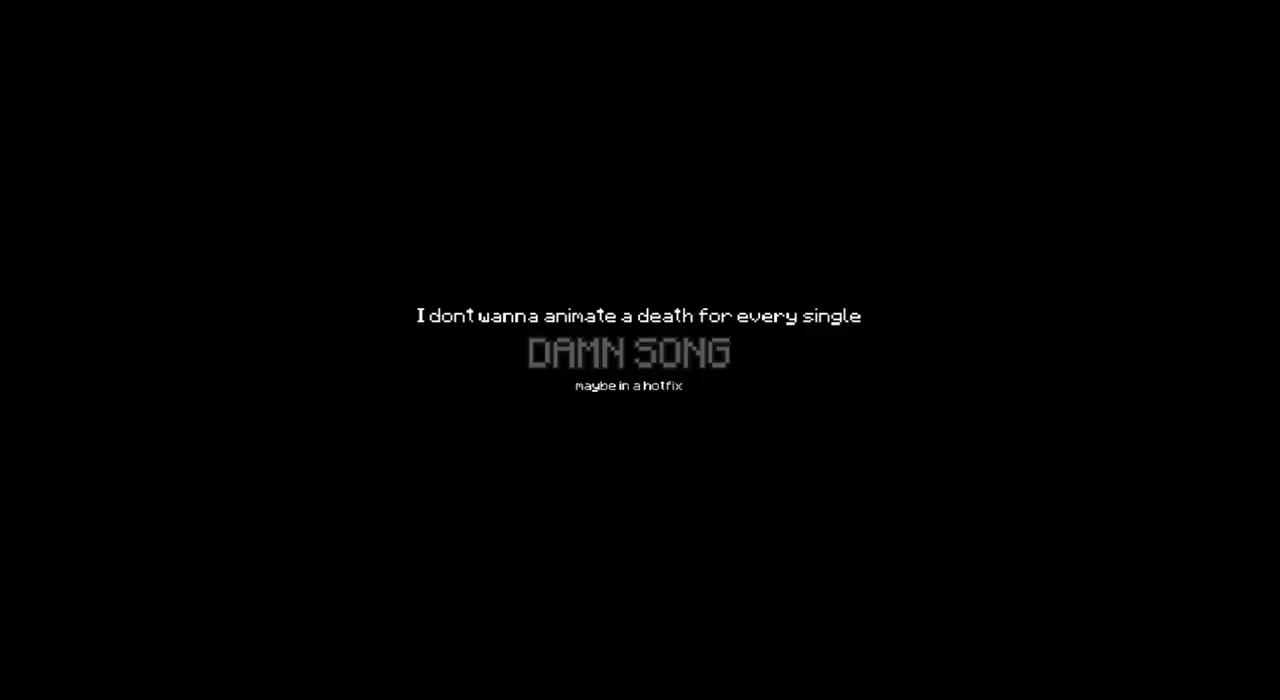 I dont wanna animate a death for every single
DAMN SONG
maybe in a hotfix